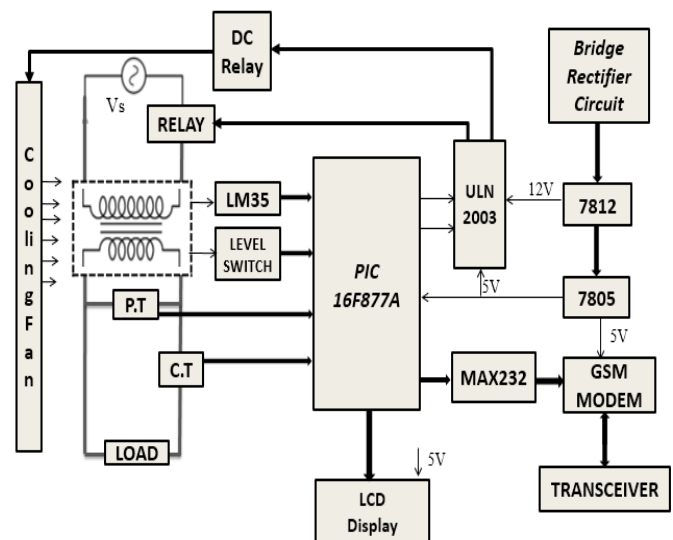 DC
Relay
Bridge
Rectifier
Circuit
Vs
RELAY
C
o
o
li
n
g
F
a
n
LM35
ULN
2003
12V
7812
LEVEL
SWITCH
PIC
16F877A
5V
7805
P.T
5V
C.T
MAX232
GSM
MODEM
LOAD
5V
LCD
Display
TRANSCEIVER